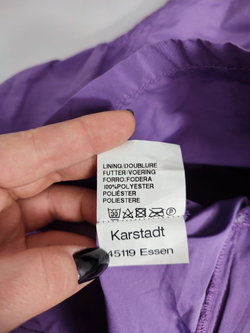 LINING/DOUBLURE
FUTTER/VOERING
FORRO/FODERA
100%POLYESTER
POLIÉSTER
POLIESTERE
Karstadt
45119 Essen